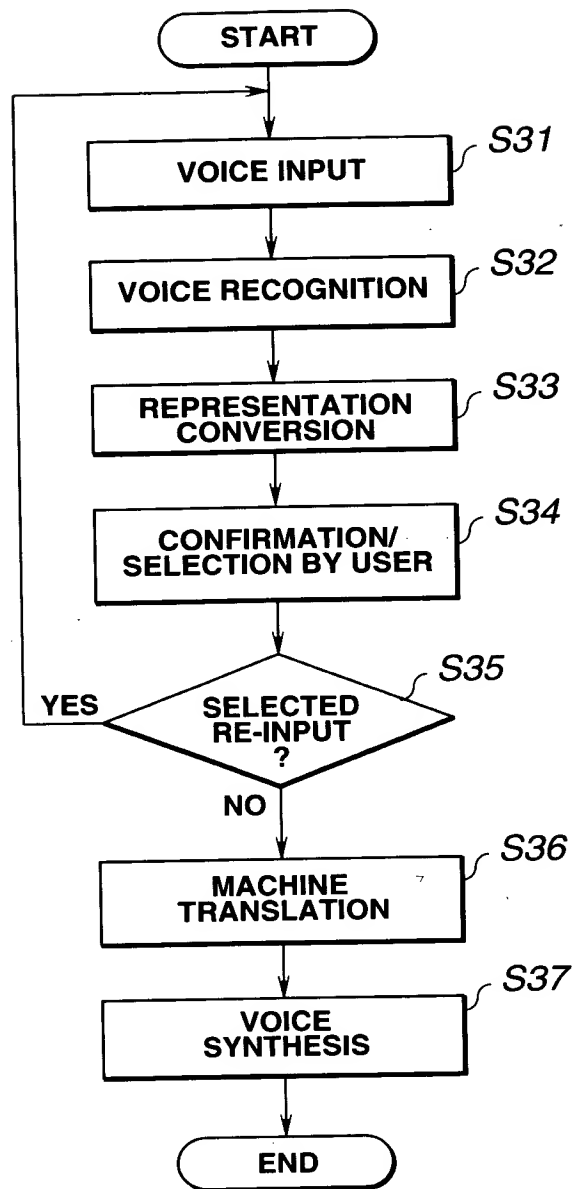 START
S31
VOICE INPUT
S32
VOICE RECOGNITION
S33
REPRESENTATION
CONVERSION
S34
CONFIRMATION/
SELECTION BY USER
S35
YES
SELECTED
RE-INPUT
?
NO
S36
MACHINE
TRANSLATION
S37
VOICE
SYNTHESIS
END